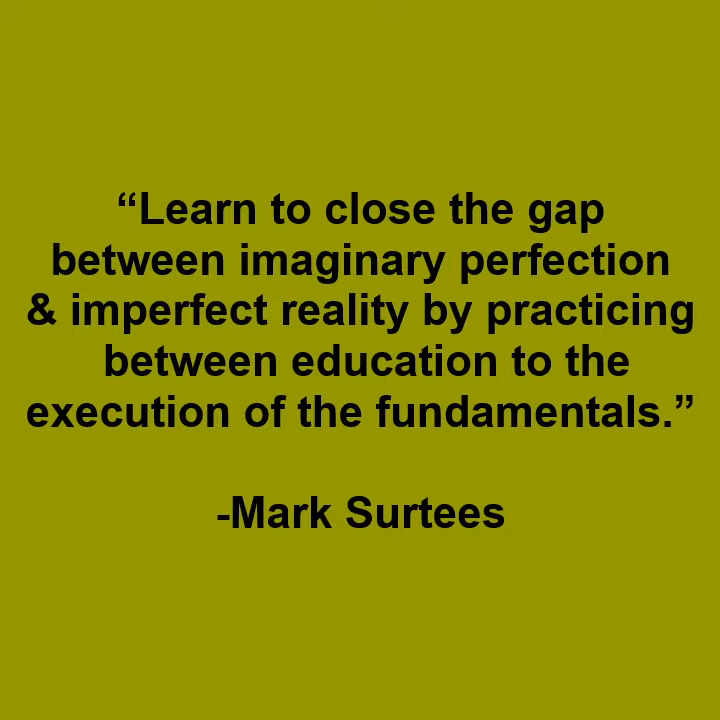 “Learn to close the gap
between imaginary perfection
& imperfect reality by practicing
between education to the
execution of the fundamentals.”
-Mark Surtees